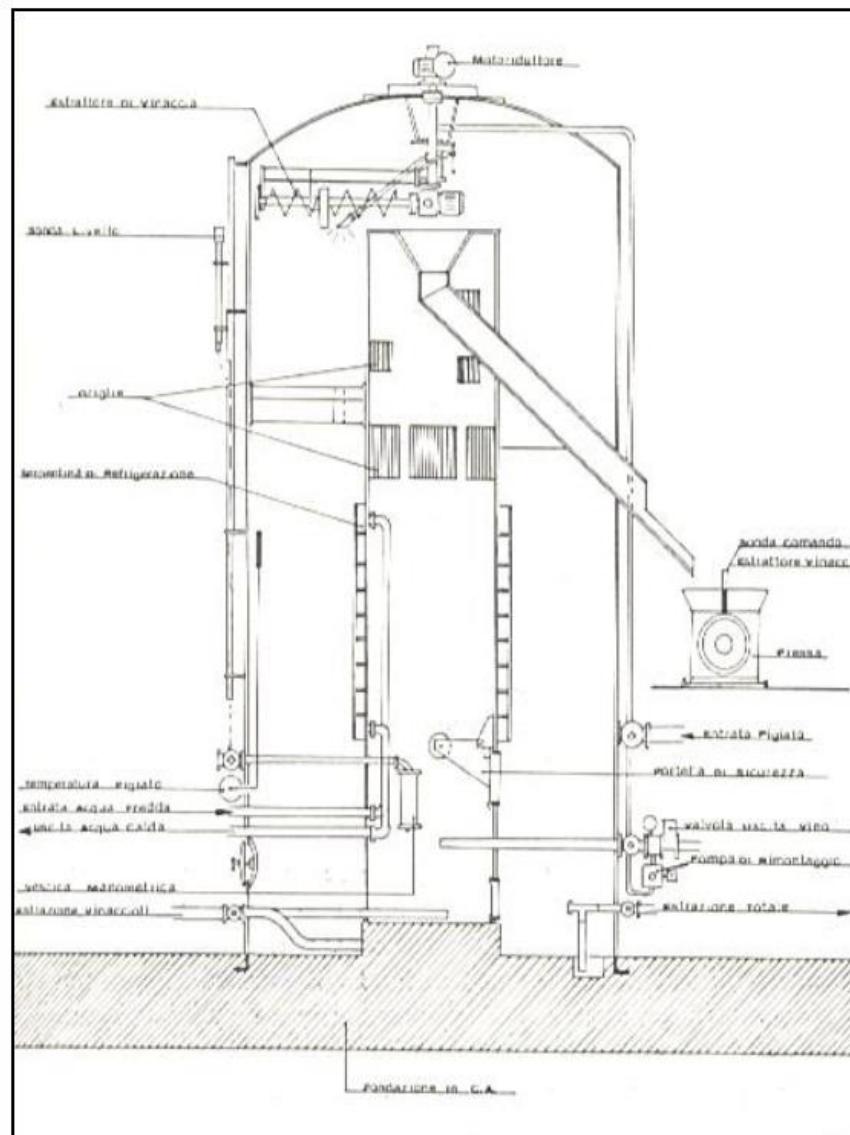 Motoriduttore
Estrattore di vinaccia
Sonda Livello
Griglie
Serpentina di Refrigerazione
Sonda Comando
Estrattore Vinacc
Pressa
Entrata Pigiato
Portella di Sicurezza
Temperatura Pigiato
Entrata Acqua Fredda
Uscita Acqua Calda
Valvola Uscita Vino
Pompa di Rimontaggio
Vescica Manometrica
Estrazione Vinaccioli
Estrazione Totale
Fondazione in C.A.